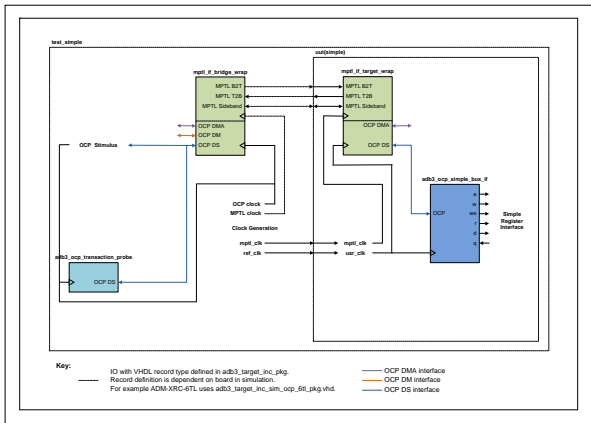 test_simple
uut(simple)
mptl_if_bridge_wrap
mptl_if_target_wrap
MPTL B2T
MPTL B2T
MPTL T2B
MPTL T2B
MPTL Sideband
MPTL Sideband
OCP DMA
OCP DM
OCP DS
OCP DMA
OCP DS
OCP Stimulus
adb3_ocp_simple_bus_if
a
w
OCP
we
r
d
q
Simple
Register
Interface
OCP clock
MPTL clock
Clock Generation
mptl_clk
mptl_clk
ref_clk
usr_clk
adb3_ocp_transaction_probe
OCP DS
Key:
IO with VHDL record type defined in adb3_target_inc_pkg.
Record definition is dependent on board in simulation.
For example ADM-XRC-6TL uses adb3_target_inc_sim_ocp_6tl_pkg.vhd.
OCP DMA interface
OCP DM interface
OCP DS interface